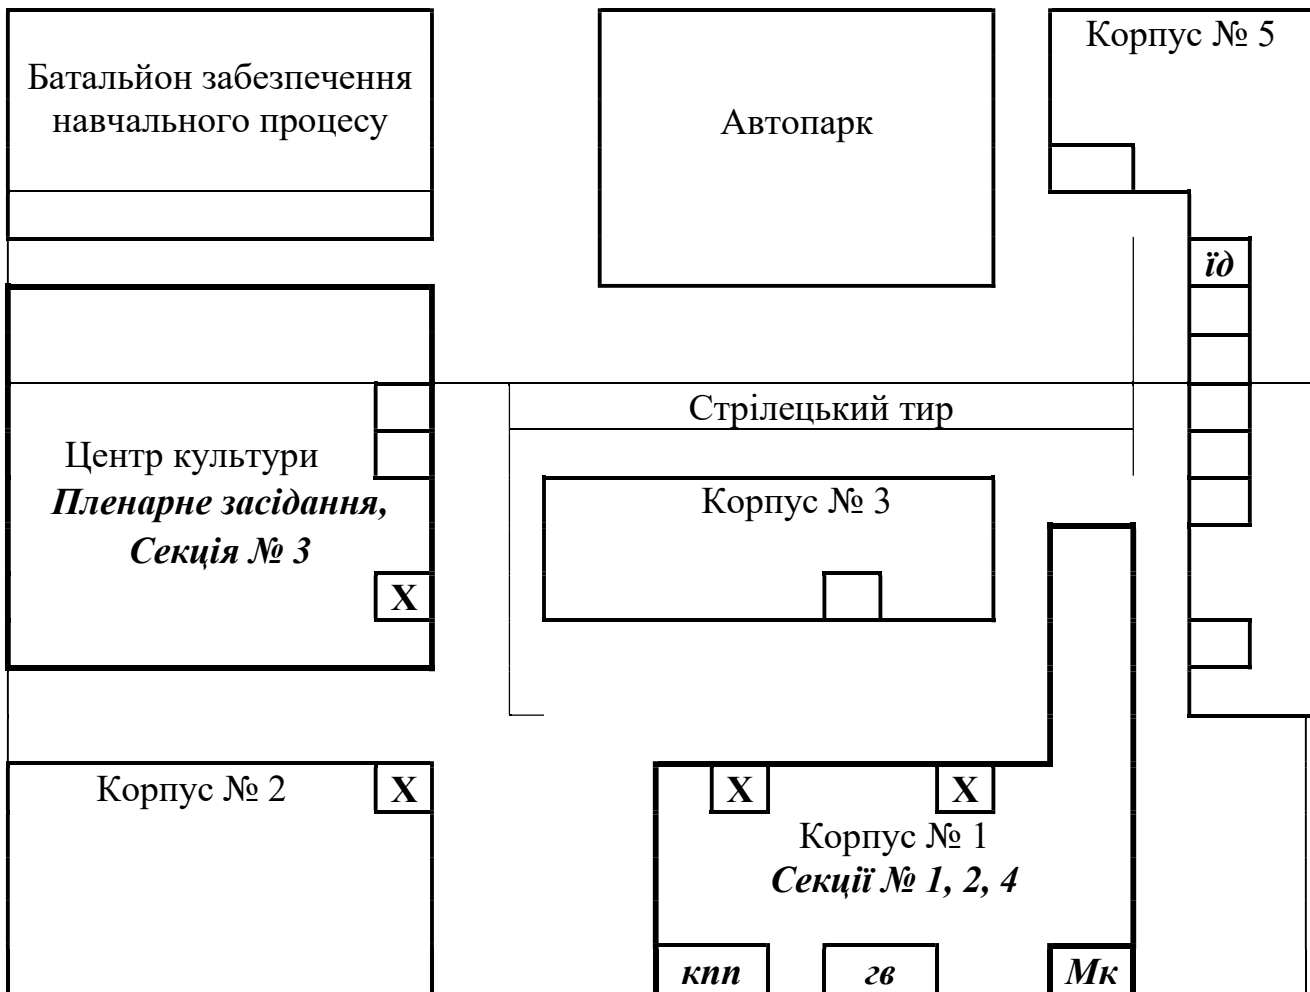 Корпус № 5
Батальйон забезпечення
навчального процесу
Автопарк
їд
Стрілецький тир
Центр культури
Пленарне засідання,
Секція № 3
Корпус № 3
Х
Корпус № 2
Х
Х
Х
Корпус № 1
Секції № 1, 2, 4
кпп
гв
Мк